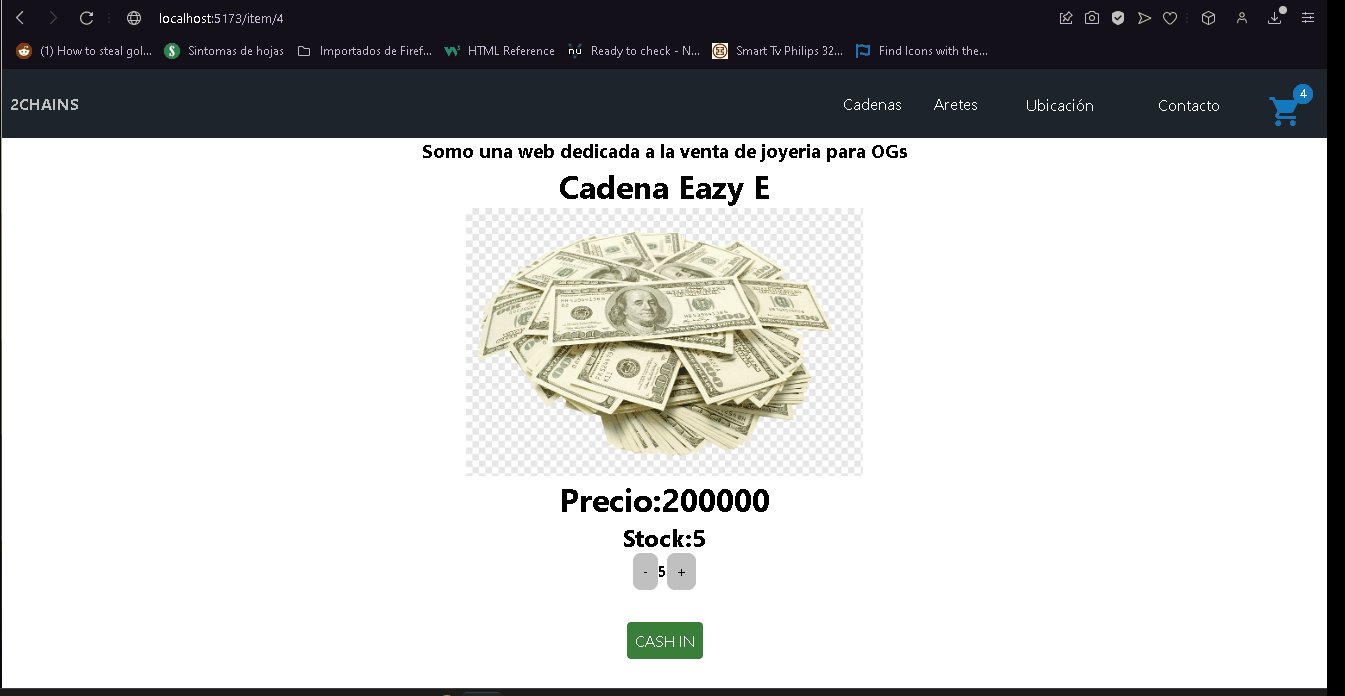 localhost:5173/item/4
(1) How to steal gol... Sintomas de hojas Importados de Firef... HTML Reference Ready to check - N... Smart Tv Philips 32... Find Icons with the...
2CHAINS Cadenas Aretes Ubicación Contacto 4
Somo una web dedicada a la venta de joyeria para OGs
Cadena Eazy E
100
Precio:200000
Stock:5
- 5 +
CASH IN